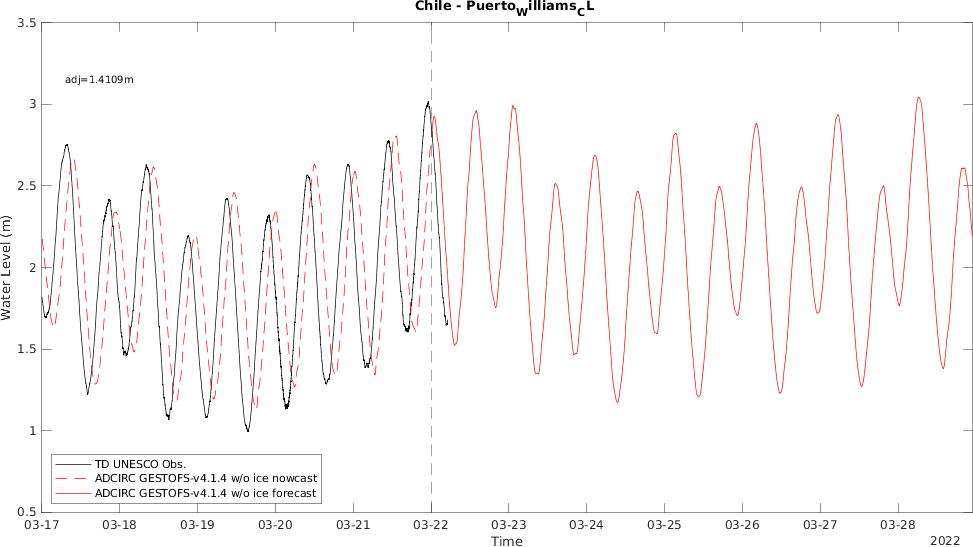 Chile - PuertoWilliamsCL
3.5
adj=1.4109m
3
2.5
2
1.5
1
0.5
Water Level (m)
TD UNESCO Obs.
ADCIRC GESTOFS-v4.1.4 w/o ice nowcast
ADCIRC GESTOFS-v4.1.4 w/o ice forecast
03-17 03-18 03-19 03-20 03-21 03-22 03-23 03-24 03-25 03-26 03-27 03-28
Time
2022